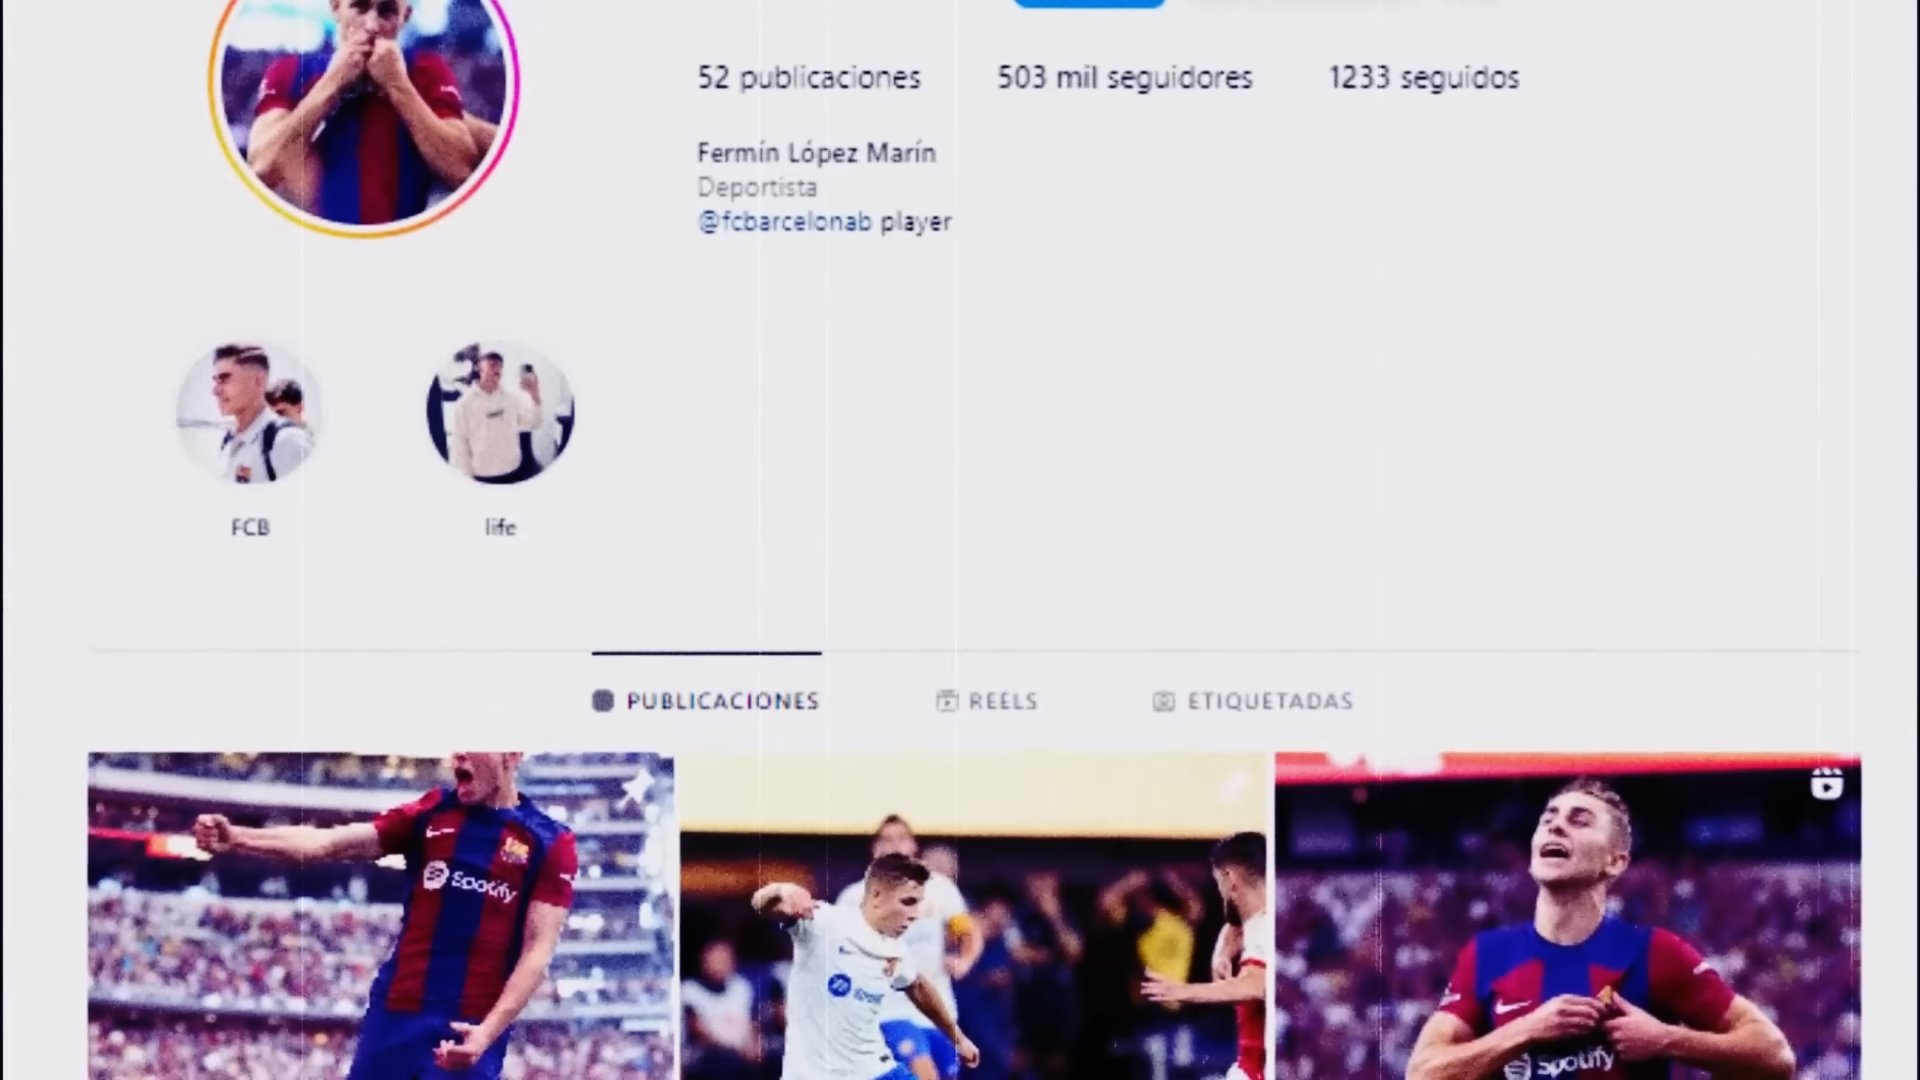 52 publicaciones 503 mil seguidores 1233 seguidos
Fermín López Marín
Deportista
@fcbarcelonab player
FCB life
PUBLICACIONES REELS ETIQUETADAS
Spotify
Spotify